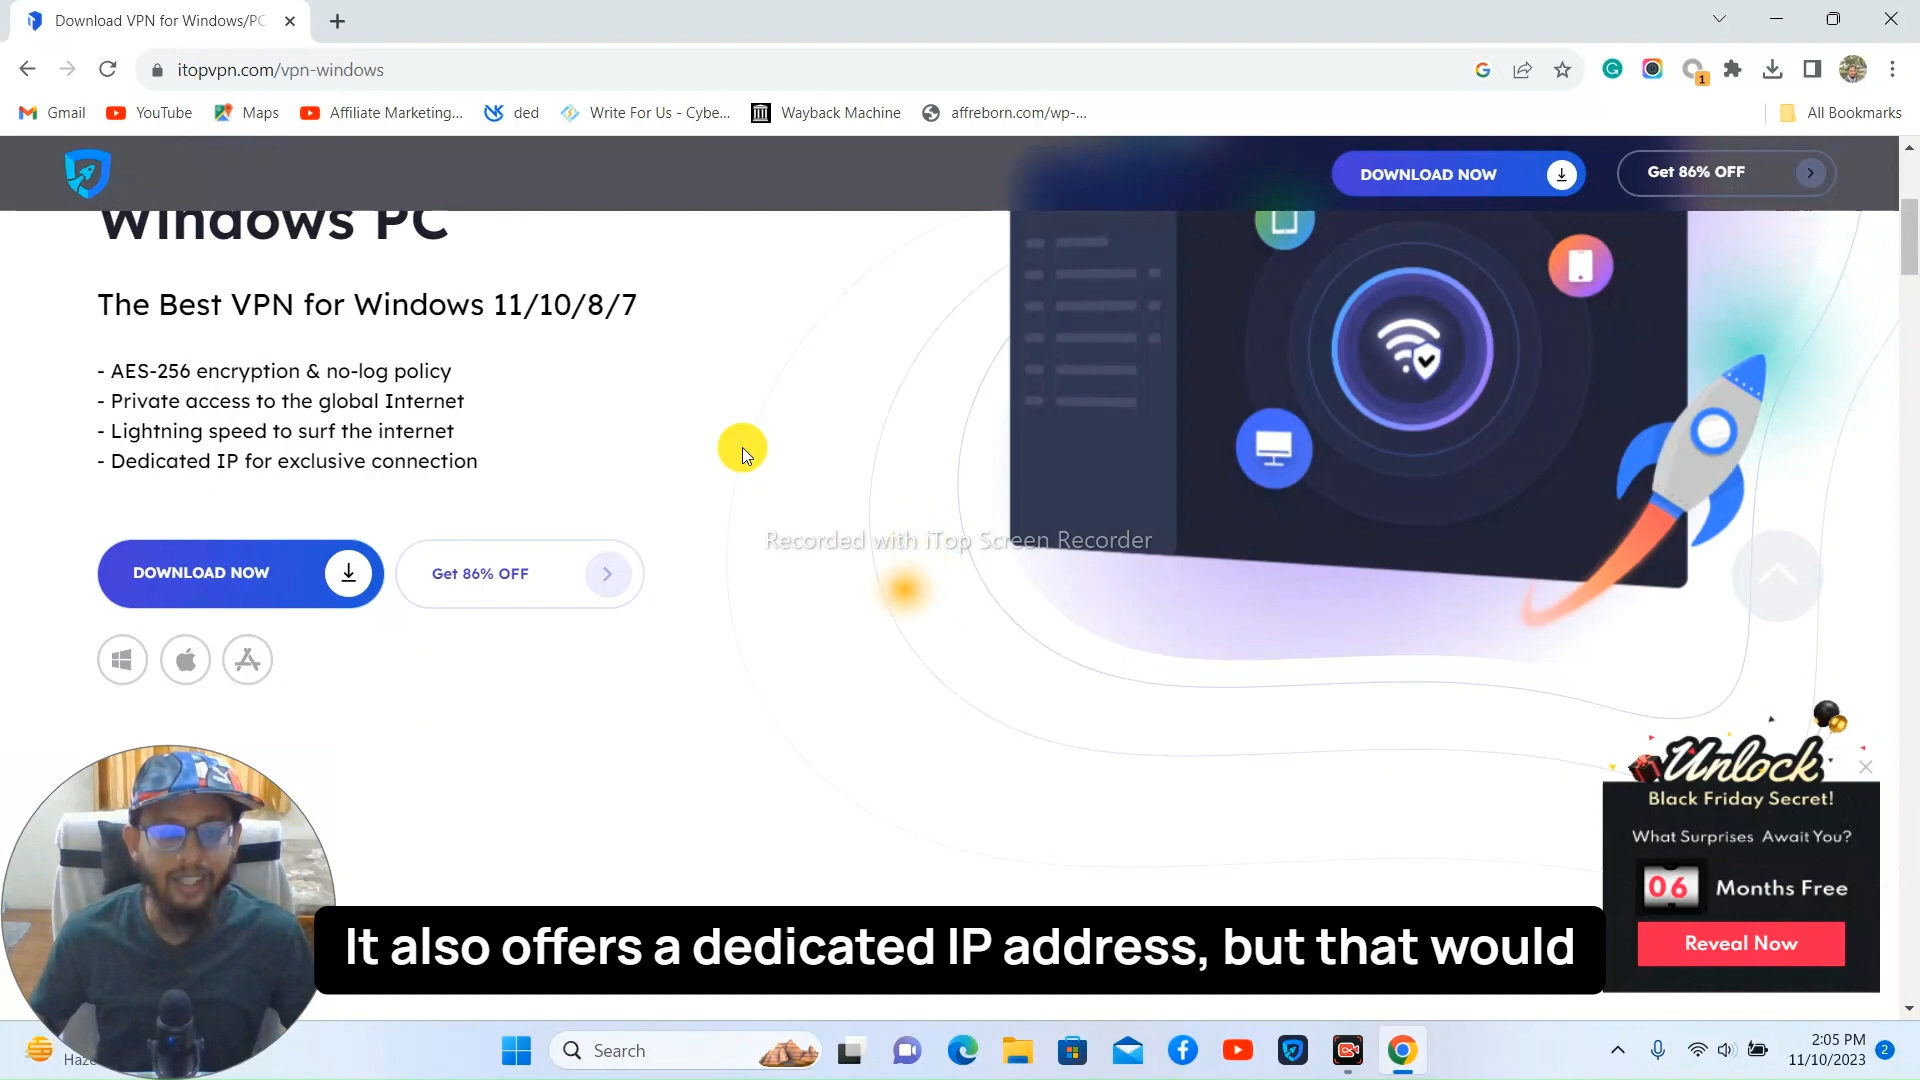 Download VPN for Windows/PC
itopvpn.com/vpn-windows
1
Gmail
YouTube
Maps
Affiliate Marketing...
ded
Write For Us - Cybe...
Wayback Machine
affreborn.com/wp-...
All Bookmarks
DOWNLOAD NOW
Get 86% OFF
Windows PC
The Best VPN for Windows 11/10/8/7
- AES-256 encryption & no-log policy
- Private access to the global Internet
- Lightning speed to surf the internet
- Dedicated IP for exclusive connection
Recorded with iTop Screen Recorder
DOWNLOAD NOW
Get 86% OFF
Unlock
Black Friday Secret!
What Surprises Await You?
06 Months Free
Reveal Now
It also offers a dedicated IP address, but that would
Search
2:05 PM
11/10/2023
2